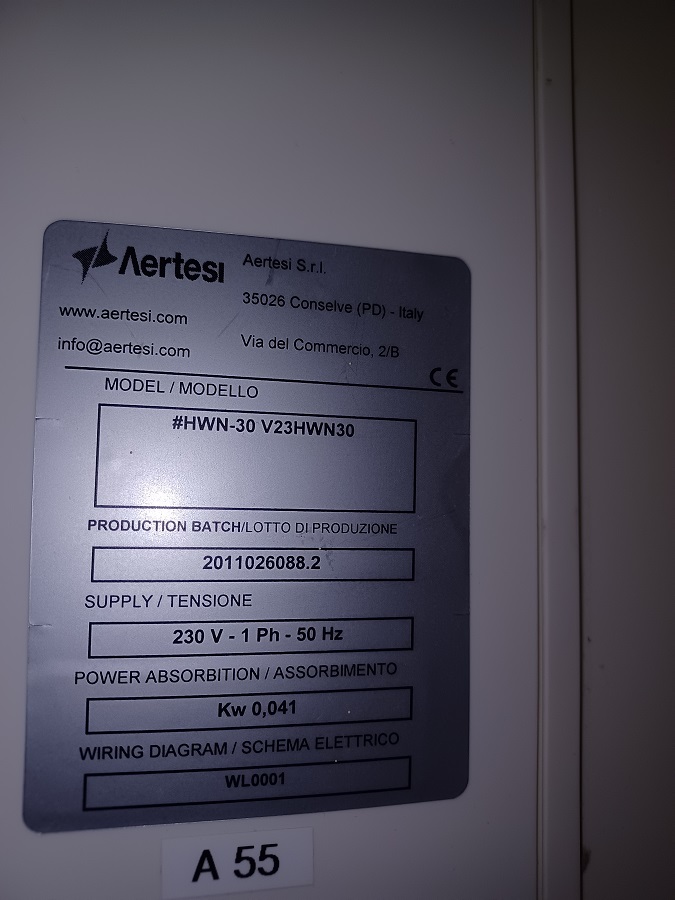 Aertesi
Aertesi S.r.l.
35026 Conselve (PD) - Italy
www.aertesi.com
info@aertesi.com
Via del Commercio, 2/B
CE
MODEL / MODELLO
#HWN-30 V23HWN30
PRODUCTION BATCH/LOTTO DI PRODUZIONE
2011026088.2
SUPPLY / TENSIONE
230 V - 1 Ph - 50 Hz
POWER ABSORBITION / ASSORBIMENTO
Kw 0,041
WIRING DIAGRAM / SCHEMA ELETTRICO
WL0001
A 55